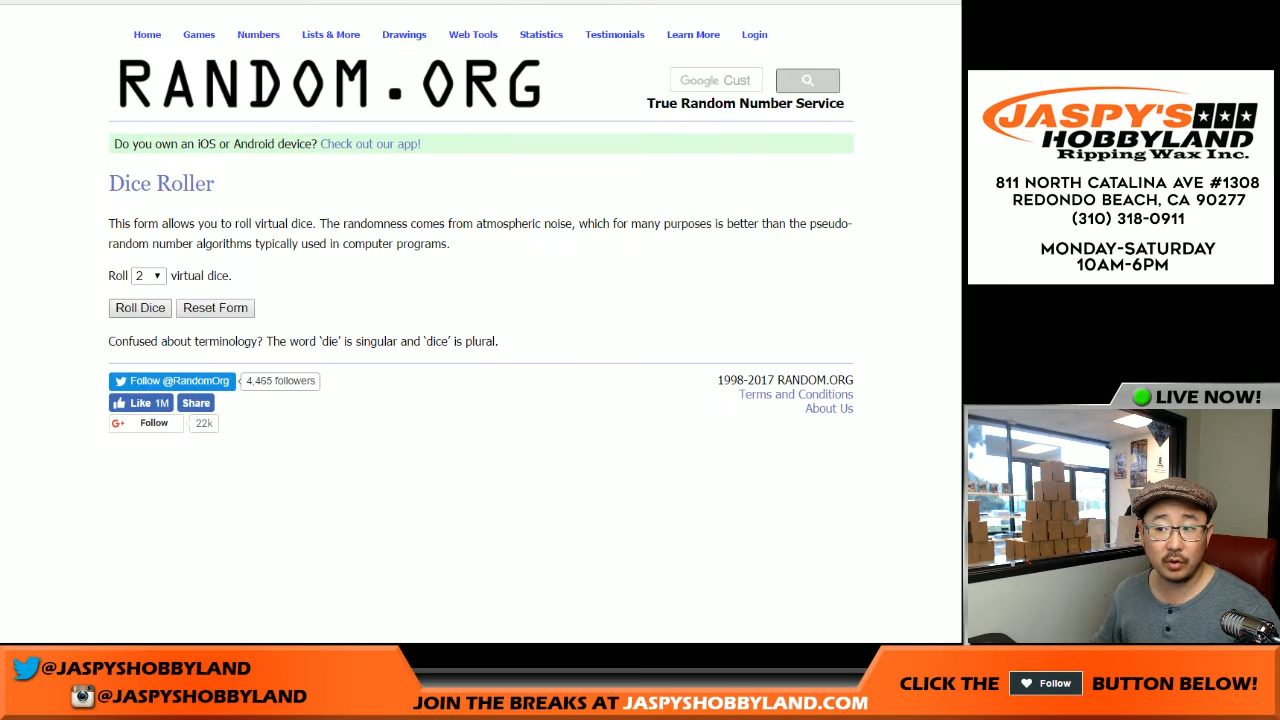 Home Games Numbers Lists & More Drawings Web Tools Statistics Testimonials Learn More Login
RANDOM.ORG
Google Cust
True Random Number Service
Do you own an iOS or Android device? Check out our app!
Dice Roller
This form allows you to roll virtual dice. The randomness comes from atmospheric noise, which for many purposes is better than the pseudo-
random number algorithms typically used in computer programs.
Roll 2 virtual dice.
Roll Dice Reset Form
Confused about terminology? The word ‘die’ is singular and ‘dice’ is plural.
Follow @RandomOrg 4,465 followers
Like 1M Share
G+ Follow 22k
1998-2017 RANDOM.ORG
Terms and Conditions
About Us
JASPY'S
HOBBYLAND
Ripping Wax Inc.
811 NORTH CATALINA AVE #1308
REDONDO BEACH, CA 90277
(310) 318-0911
MONDAY-SATURDAY
10AM-6PM
LIVE NOW!
@JASPYSHOBBYLAND
@JASPYSHOBBYLAND
JOIN THE BREAKS AT JASPYSHOBBYLAND.COM
CLICK THE Follow BUTTON BELOW!